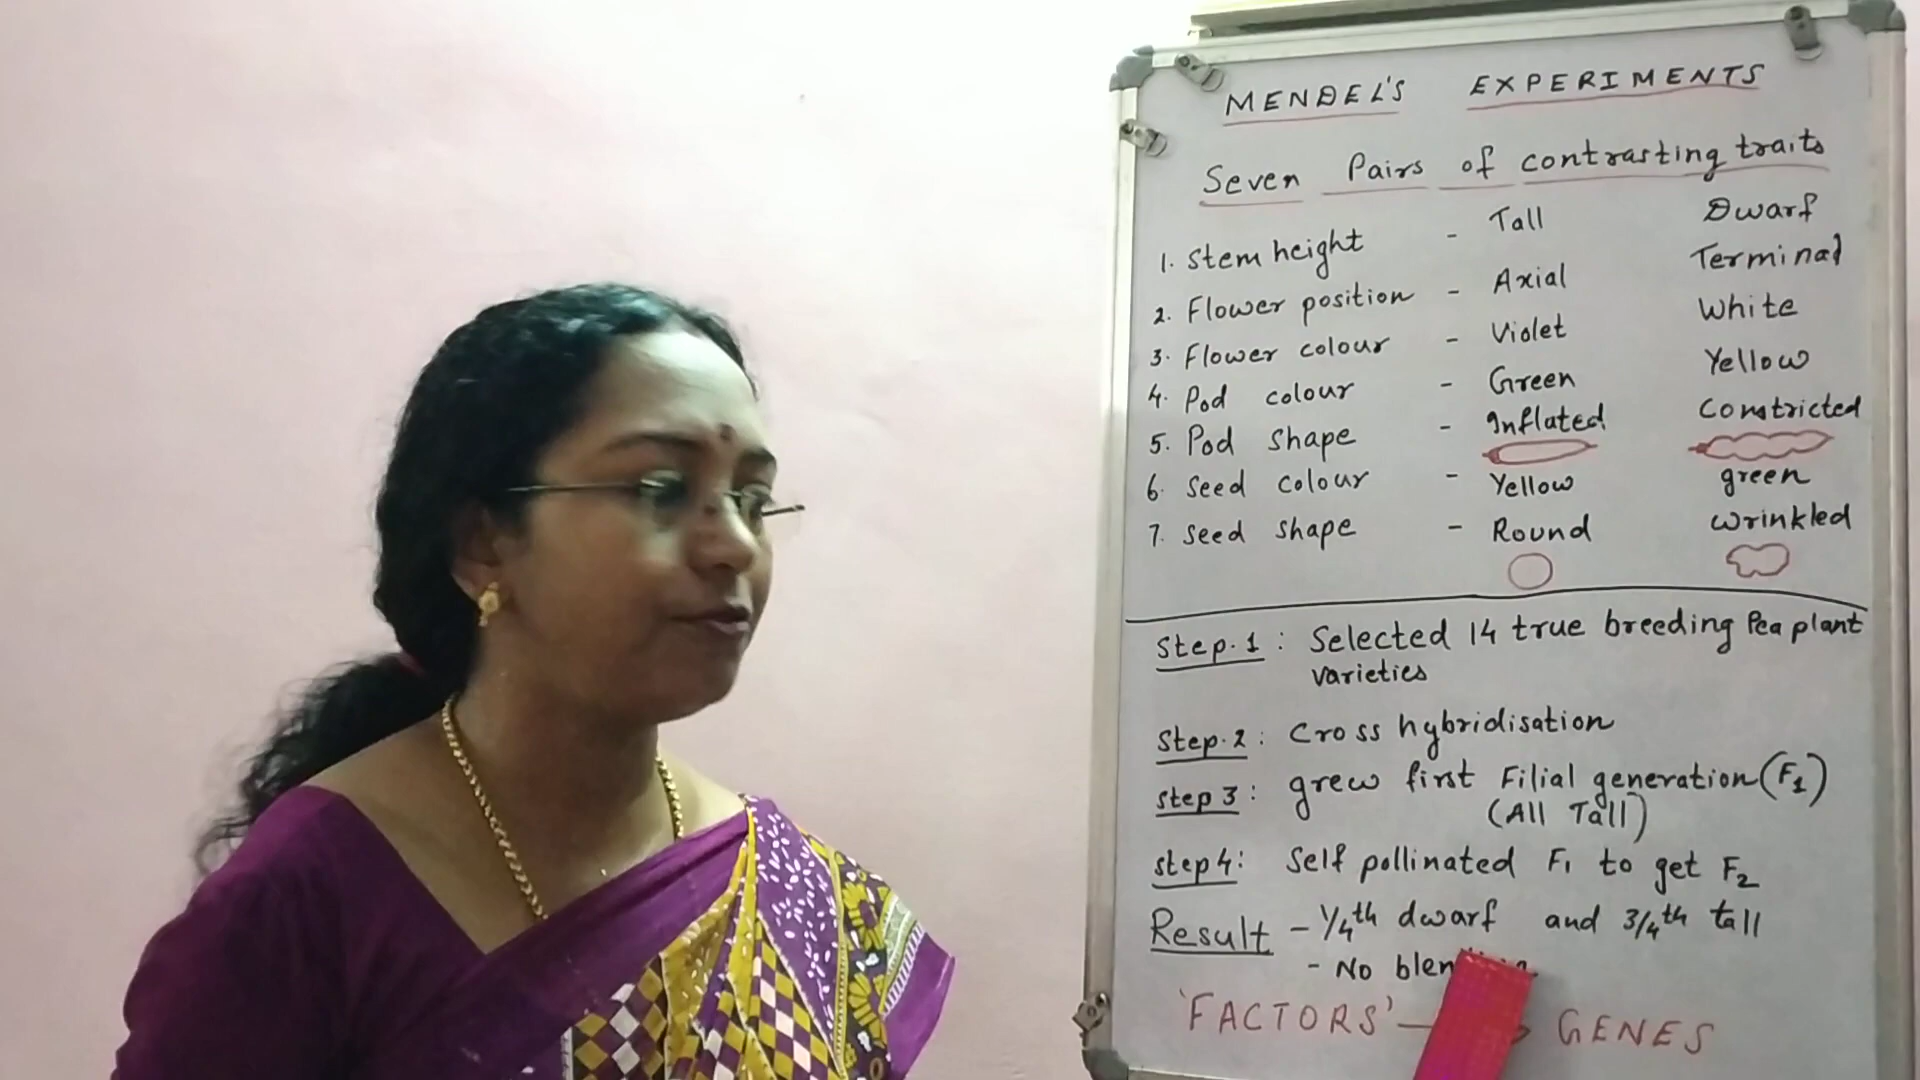 MENDEL'S EXPERIMENTS
Seven Pairs of contrasting traits
1. Stem height - Tall Dwarf
2. Flower position - Axial Terminal
3. Flower colour - Violet White
4. Pod colour - Green Yellow
5. Pod shape - Inflated Constricted
6. Seed colour - Yellow green
7. Seed shape - Round wrinkled
Step.1 : Selected 14 true breeding Pea plant
varieties
Step.2 : Cross hybridisation
Step 3 : grew first Filial generation (F1)
(All Tall)
Step 4 : Self pollinated F1 to get F2
Result - 1/4th dwarf and 3/4th tall
- No
'FACTORS' → GENES